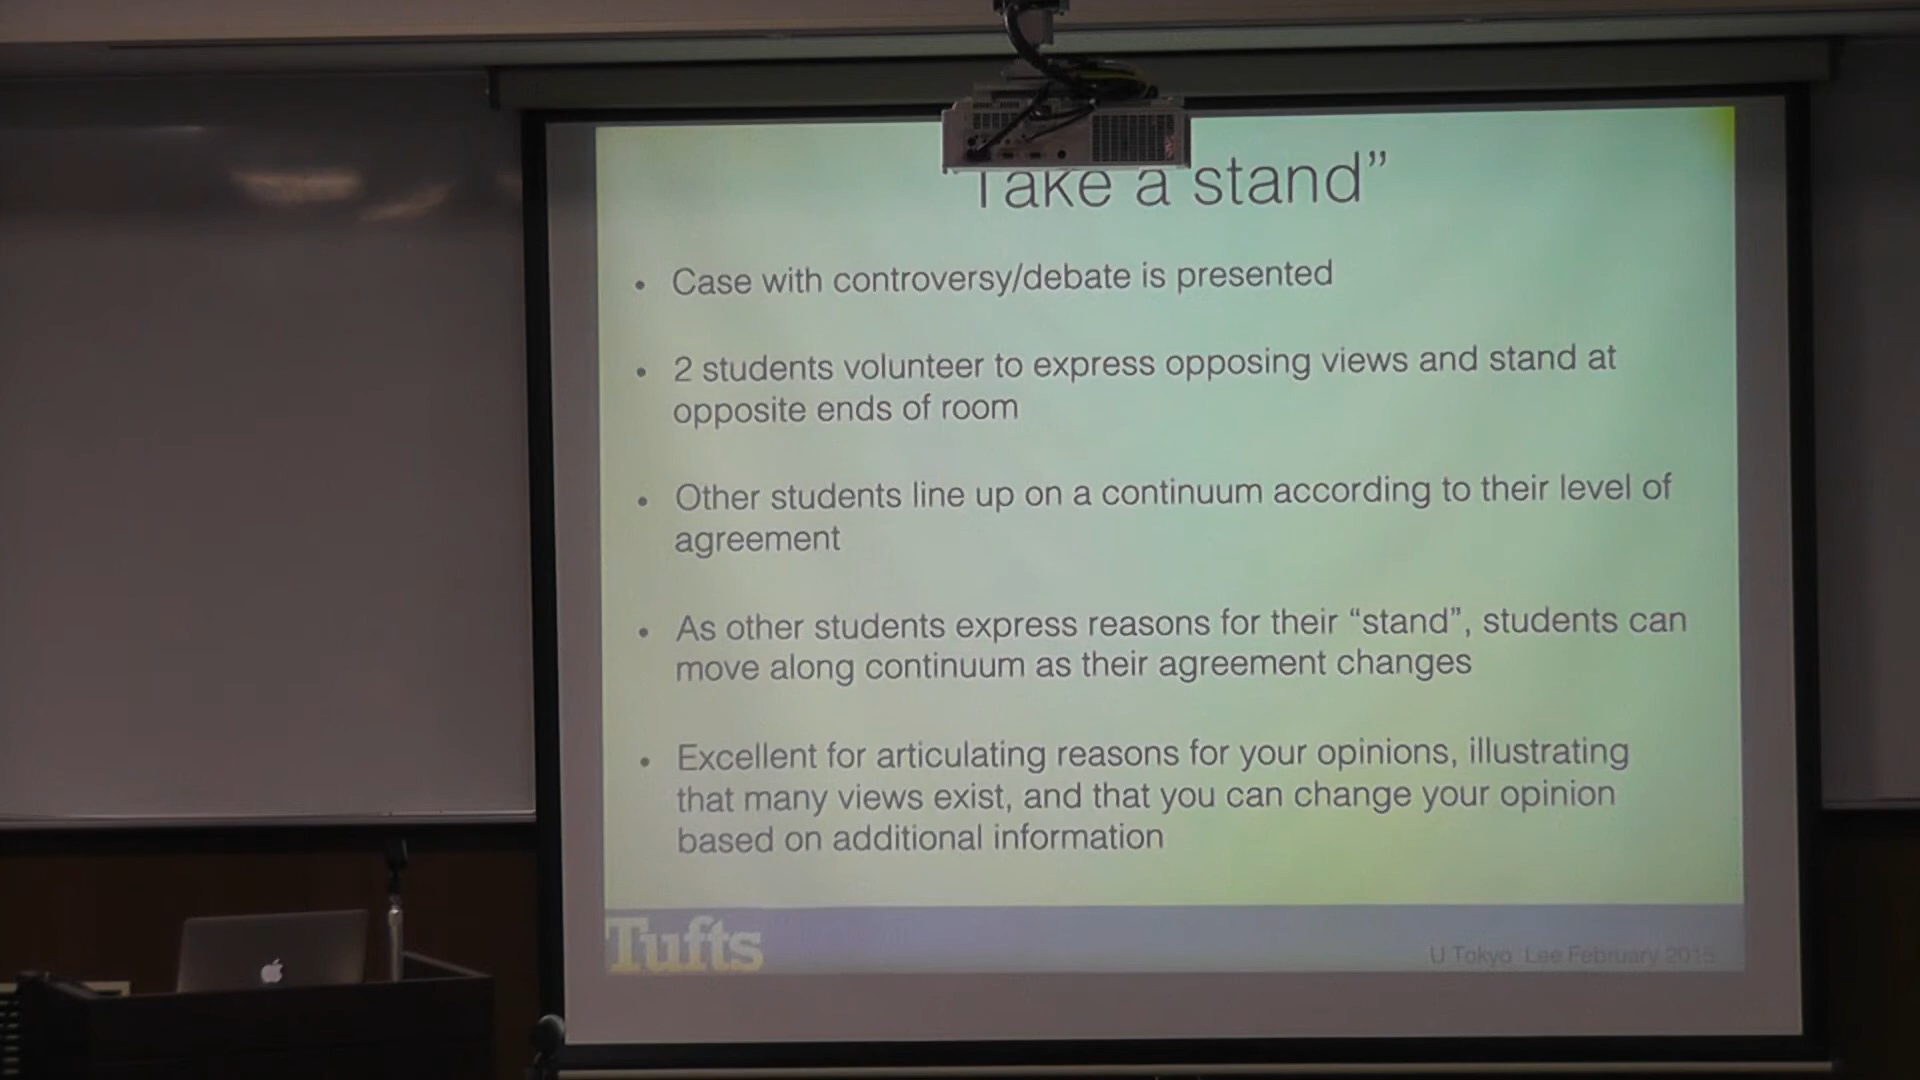 "Take a stand”
• Case with controversy/debate is presented
• 2 students volunteer to express opposing views and stand at
opposite ends of room
• Other students line up on a continuum according to their level of
agreement
• As other students express reasons for their “stand”, students can
move along continuum as their agreement changes
• Excellent for articulating reasons for your opinions, illustrating
that many views exist, and that you can change your opinion
based on additional information
Tufts
U Tokyo Lee February 2015